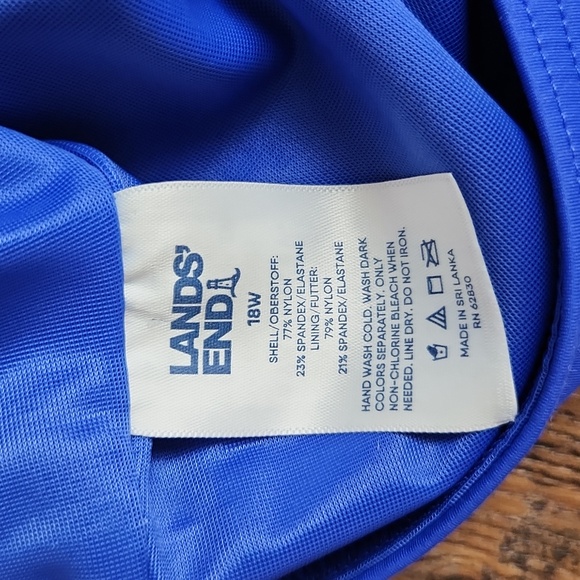 LANDS'
END
18W
SHELL/OBERSTOFF:
77% NYLON
23% SPANDEX/ELASTANE
LINING/FUTTER:
79% NYLON
21% SPANDEX/ELASTANE
HAND WASH COLD. WASH DARK
COLORS SEPARATELY. ONLY
NON-CHLORINE BLEACH WHEN
NEEDED. LINE DRY. DO NOT IRON.
MADE IN SRI LANKA
RN 62830